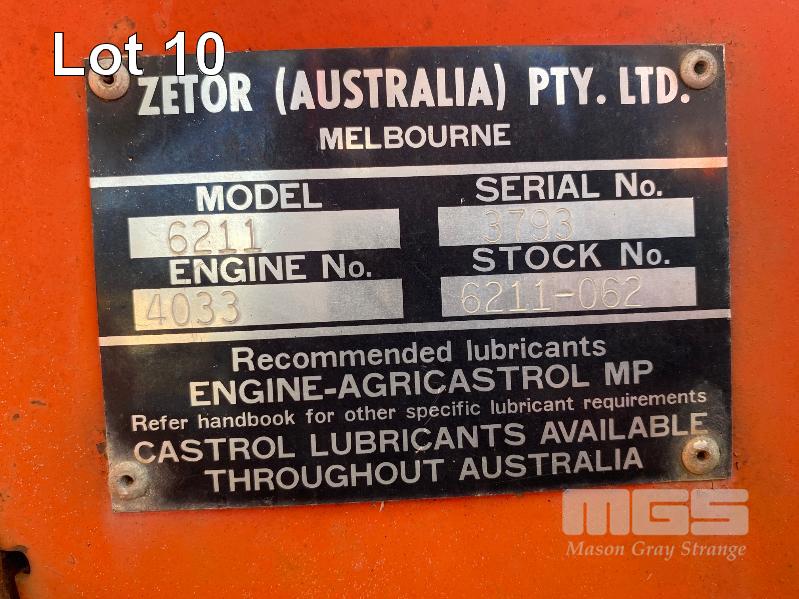 Lot 10
ZETOR (AUSTRALIA) PTY. LTD.
MELBOURNE
MODEL SERIAL No.
6211 3793
ENGINE No. STOCK No.
4033 6211-062
Recommended lubricants
ENGINE-AGRICASTROL MP
Refer handbook for other specific lubricant requirements
CASTROL LUBRICANTS AVAILABLE
THROUGHOUT AUSTRALIA
MGS
Mason Gray Strange